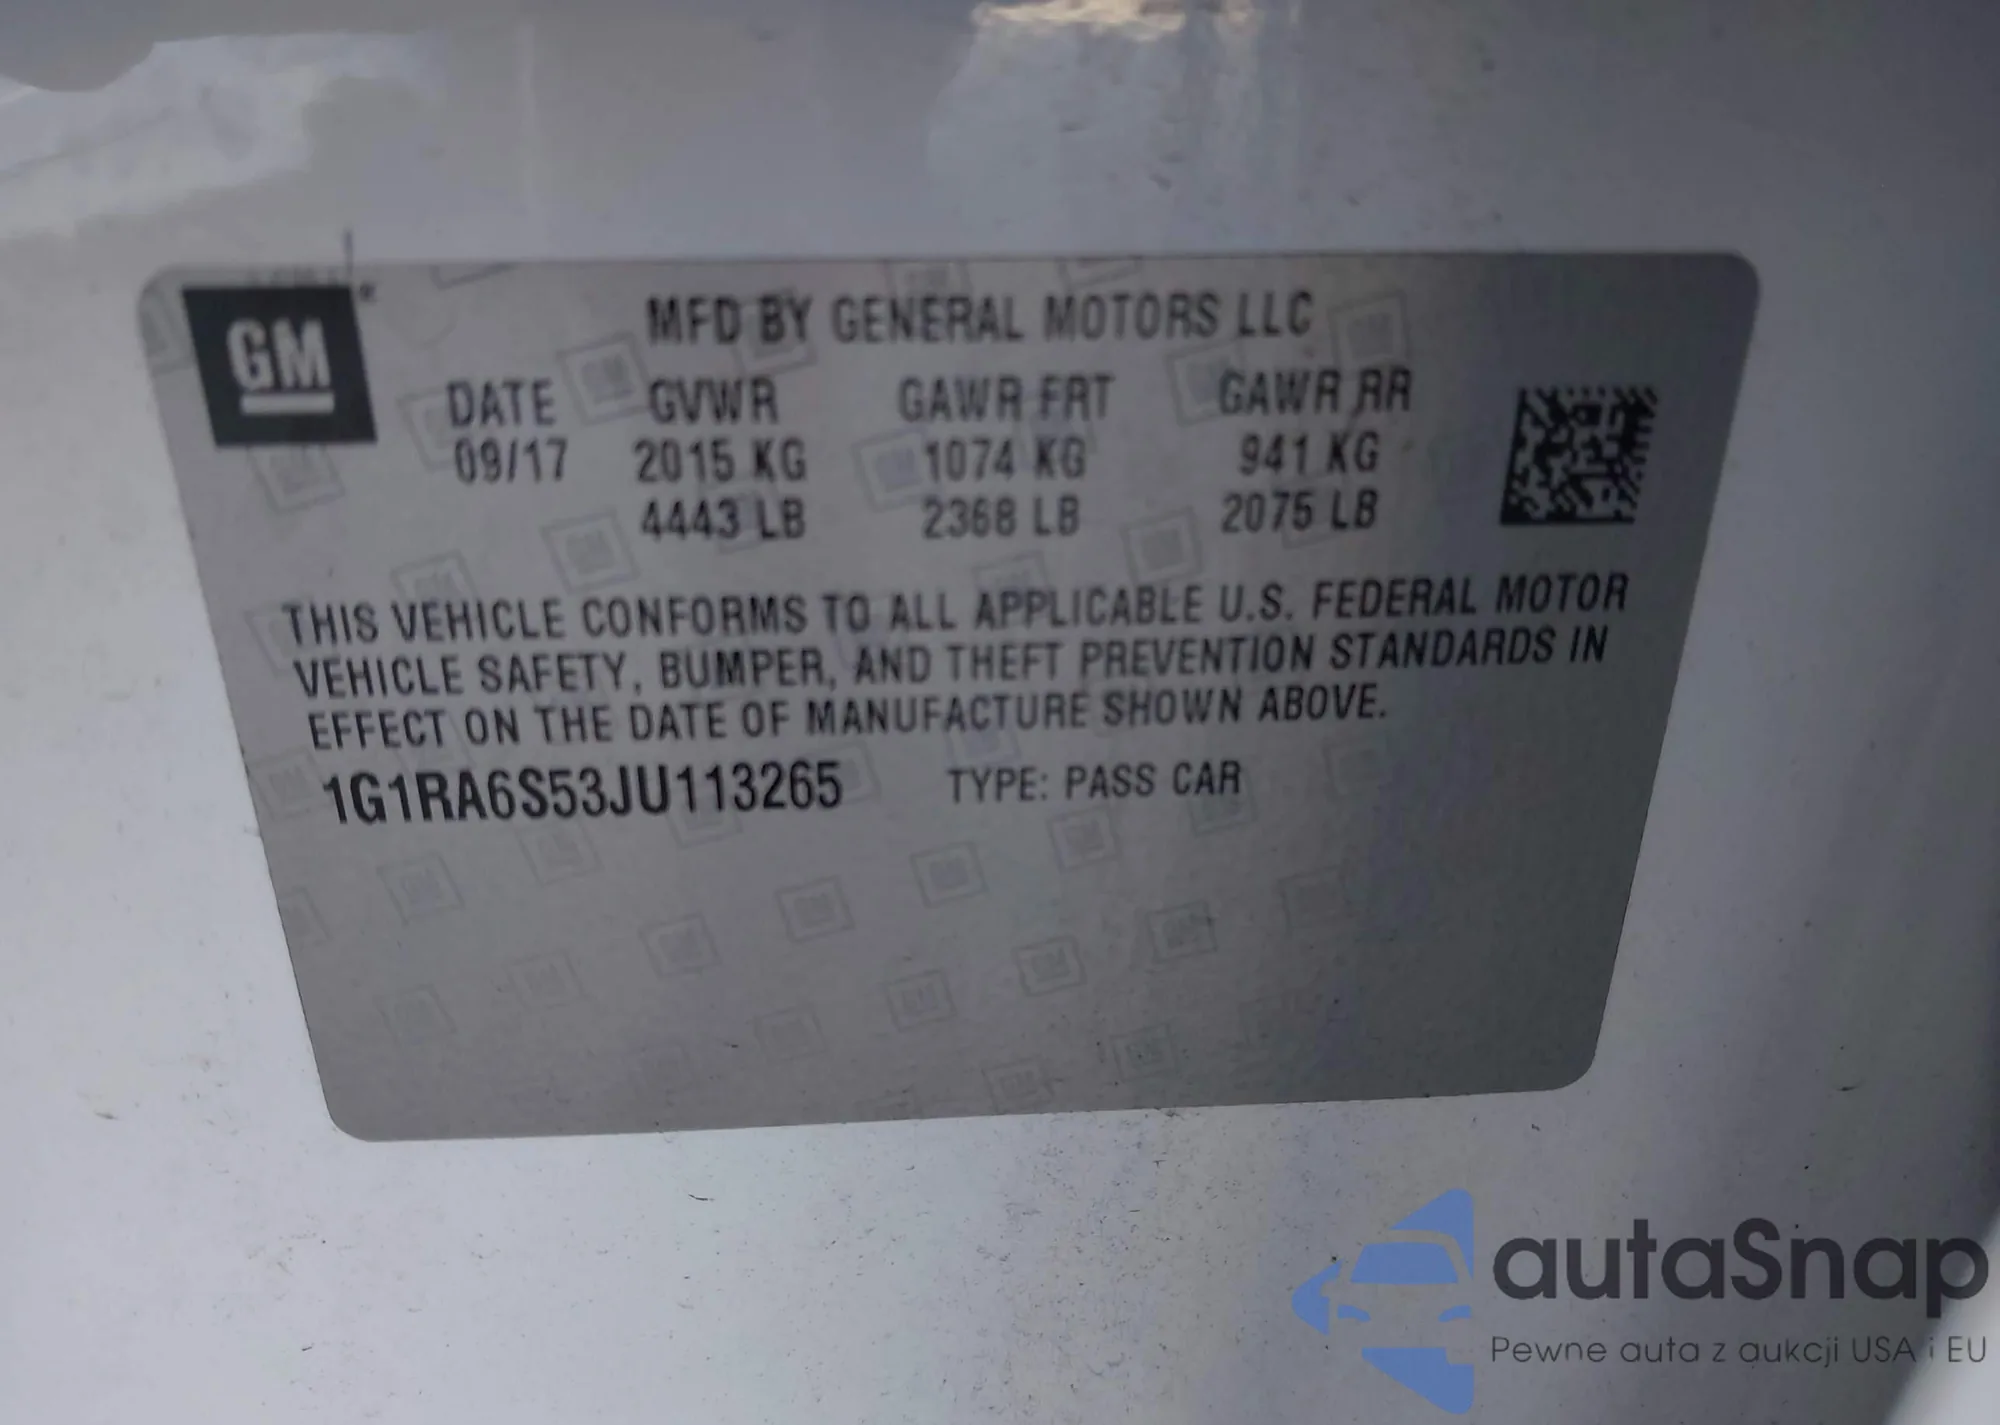 GM
MFD BY GENERAL MOTORS LLC
DATE GVWR GAWR FRT GAWR RR
09/17 2015 KG 1074 KG 941 KG
4443 LB 2368 LB 2075 LB
THIS VEHICLE CONFORMS TO ALL APPLICABLE U.S. FEDERAL MOTOR
VEHICLE SAFETY, BUMPER, AND THEFT PREVENTION STANDARDS IN
EFFECT ON THE DATE OF MANUFACTURE SHOWN ABOVE.
1G1RA6S53JU113265 TYPE: PASS CAR
autaSnap
Pewne auta z aukcji USA i EU